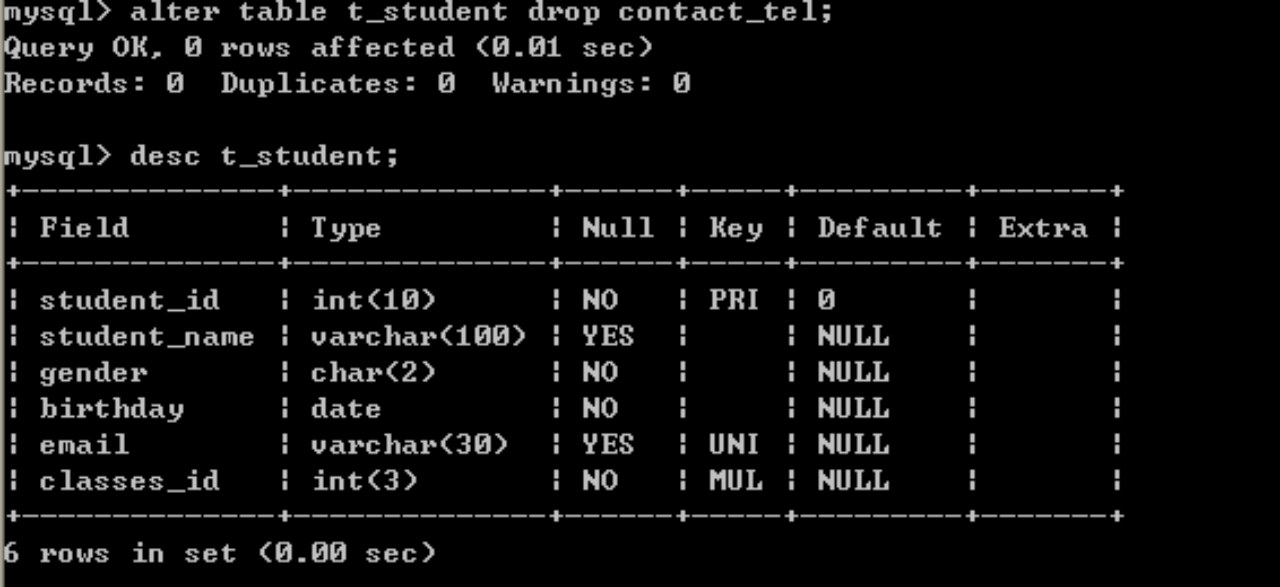 mysql> alter table t_student drop contact_tel;
Query OK, 0 rows affected (0.01 sec)
Records: 0  Duplicates: 0  Warnings: 0
mysql> desc t_student;
+--------------+--------------+------+-----+---------+-------+
| Field        | Type         | Null | Key | Default | Extra |
+--------------+--------------+------+-----+---------+-------+
| student_id   | int(10)      | NO   | PRI | 0       |       |
| student_name | varchar(100) | YES  |     | NULL    |       |
| gender       | char(2)      | NO   |     | NULL    |       |
| birthday     | date         | NO   |     | NULL    |       |
| email        | varchar(30)  | YES  | UNI | NULL    |       |
| classes_id   | int(3)       | NO   | MUL | NULL    |       |
+--------------+--------------+------+-----+---------+-------+
6 rows in set (0.00 sec)